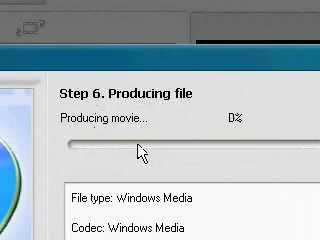 Step 6. Producing file
Producing movie... 0%
File type: Windows Media
Codec: Windows Media